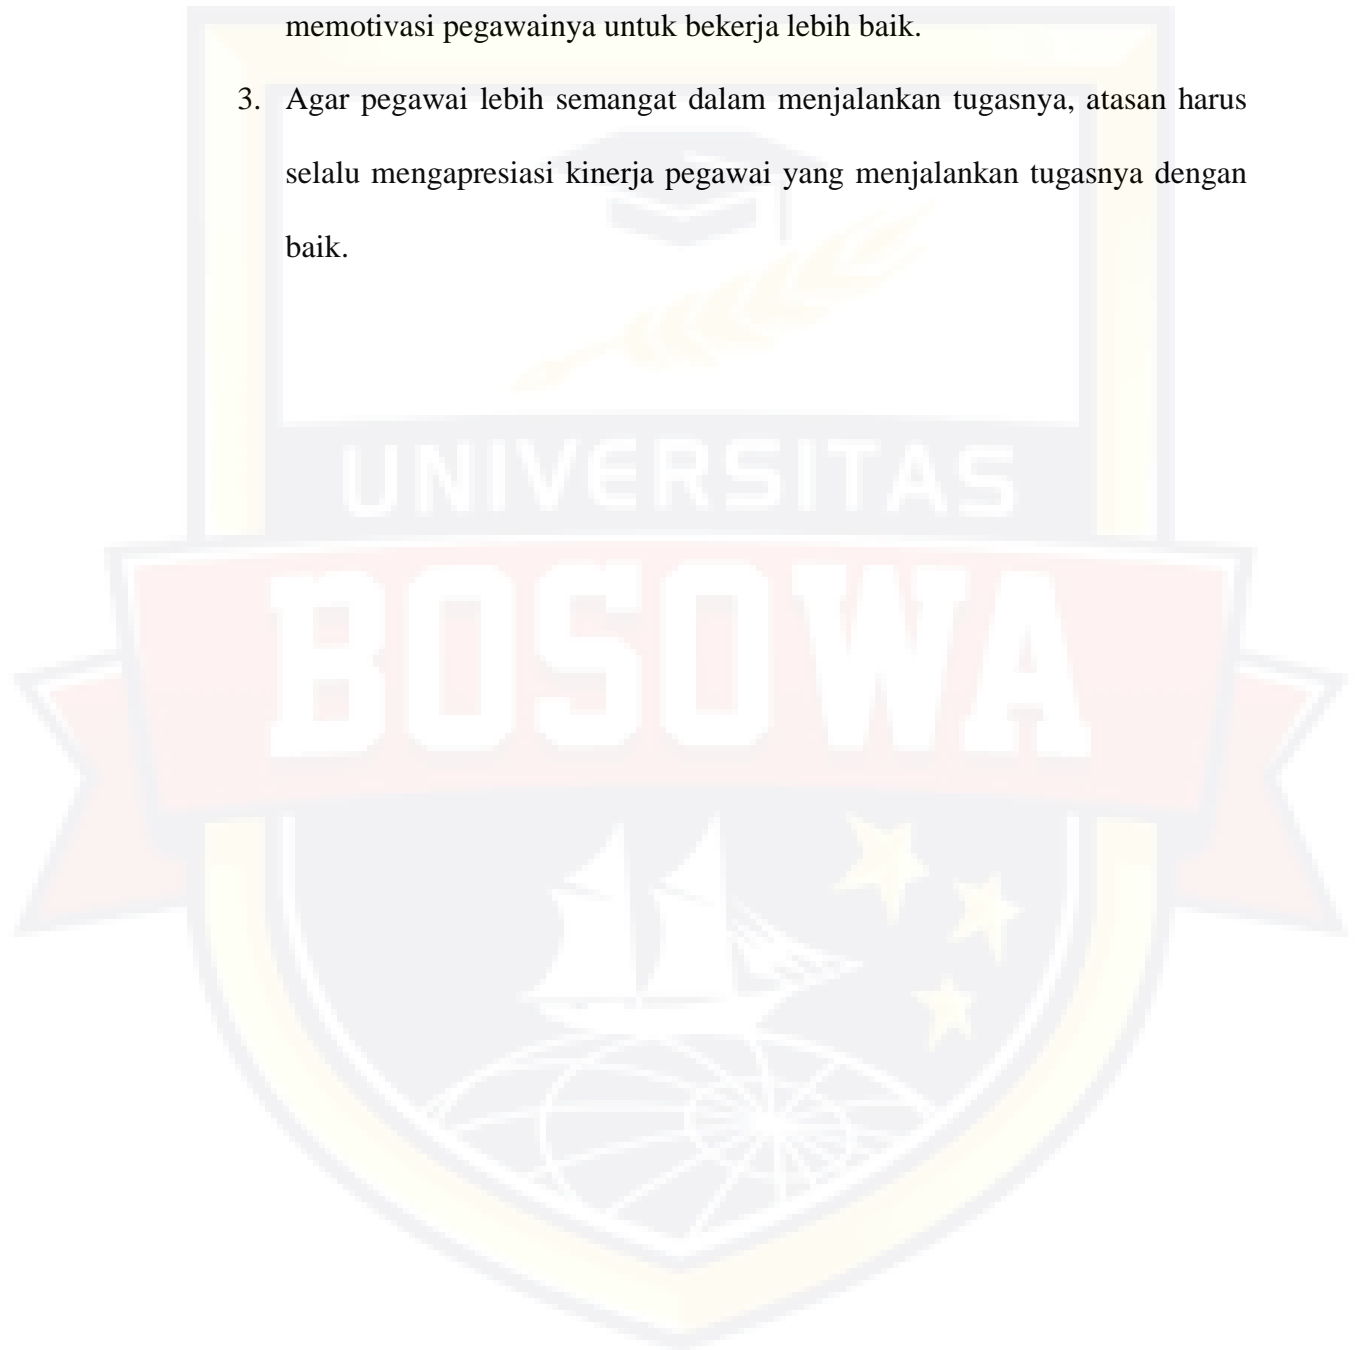 memotivasi pegawainya untuk bekerja lebih baik.
3. Agar pegawai lebih semangat dalam menjalankan tugasnya, atasan harus
selalu mengapresiasi kinerja pegawai yang menjalankan tugasnya dengan
baik.
UNIVERSITAS
BOSOWA